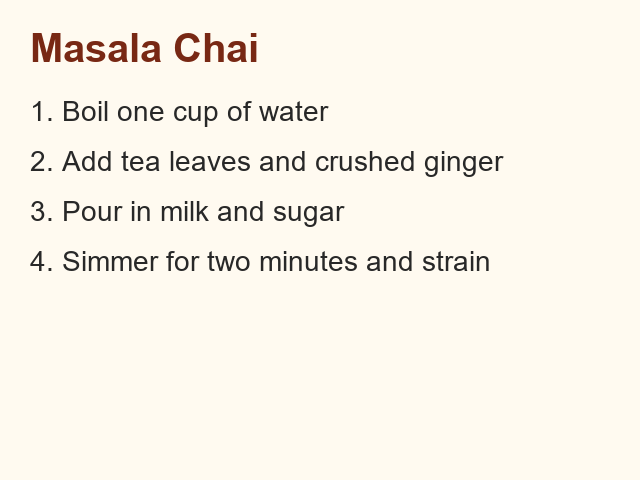 Masala Chai
1. Boil one cup of water
2. Add tea leaves and crushed ginger
3. Pour in milk and sugar
4. Simmer for two minutes and strain